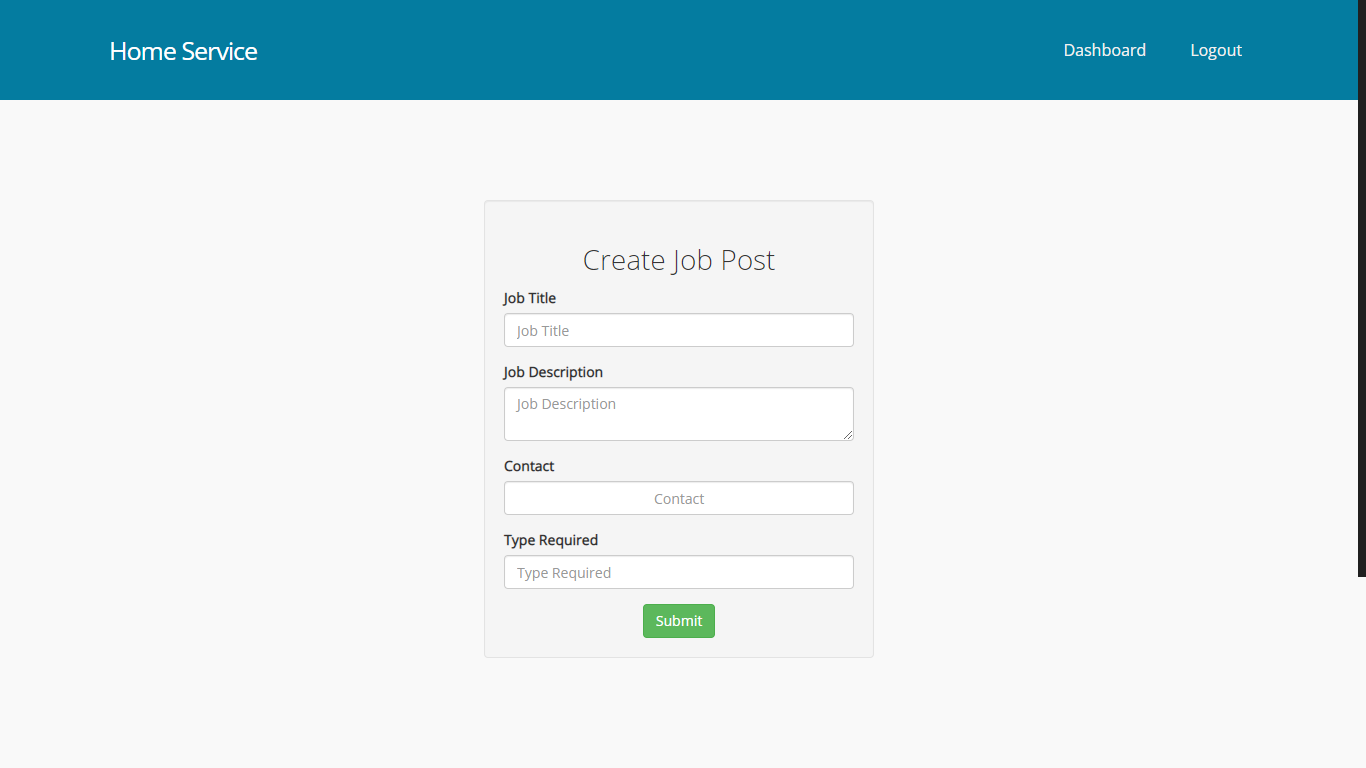 Home Service
Dashboard
Logout
Create Job Post
Job Title
Job Title
Job Description
Job Description
Contact
Contact
Type Required
Type Required
Submit